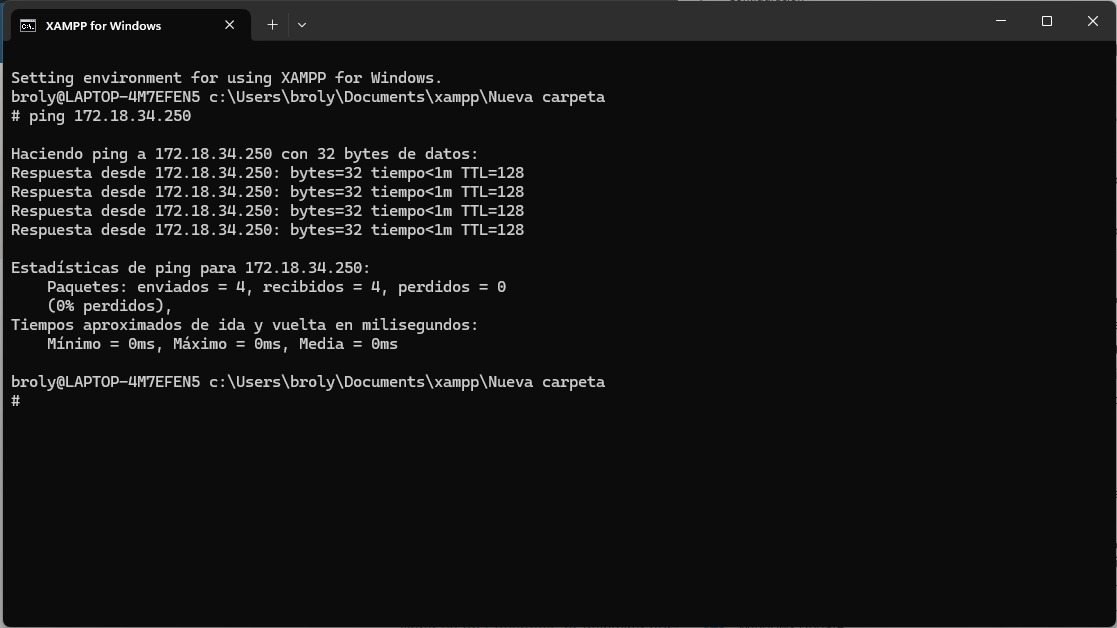 XAMPP for Windows
Setting environment for using XAMPP for Windows.
broly@LAPTOP-4M7EFEN5 c:\Users\broly\Documents\xampp\Nueva carpeta
# ping 172.18.34.250
Haciendo ping a 172.18.34.250 con 32 bytes de datos:
Respuesta desde 172.18.34.250: bytes=32 tiempo<1m TTL=128
Respuesta desde 172.18.34.250: bytes=32 tiempo<1m TTL=128
Respuesta desde 172.18.34.250: bytes=32 tiempo<1m TTL=128
Respuesta desde 172.18.34.250: bytes=32 tiempo<1m TTL=128
Estadísticas de ping para 172.18.34.250:
Paquetes: enviados = 4, recibidos = 4, perdidos = 0
(0% perdidos),
Tiempos aproximados de ida y vuelta en milisegundos:
Mínimo = 0ms, Máximo = 0ms, Media = 0ms
broly@LAPTOP-4M7EFEN5 c:\Users\broly\Documents\xampp\Nueva carpeta
#